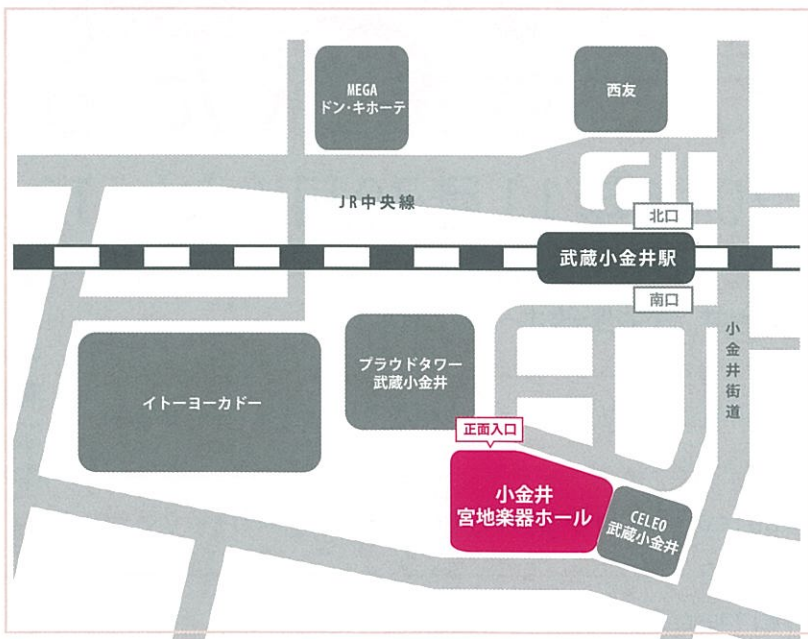 MEGA
ドン・キホーテ
西友
JR中央線
北口
武蔵小金井駅
南口
小金井街道
プラウドタワー
武蔵小金井
イトーヨーカドー
正面入口
小金井
宮地楽器ホール
CELEO
武蔵小金井